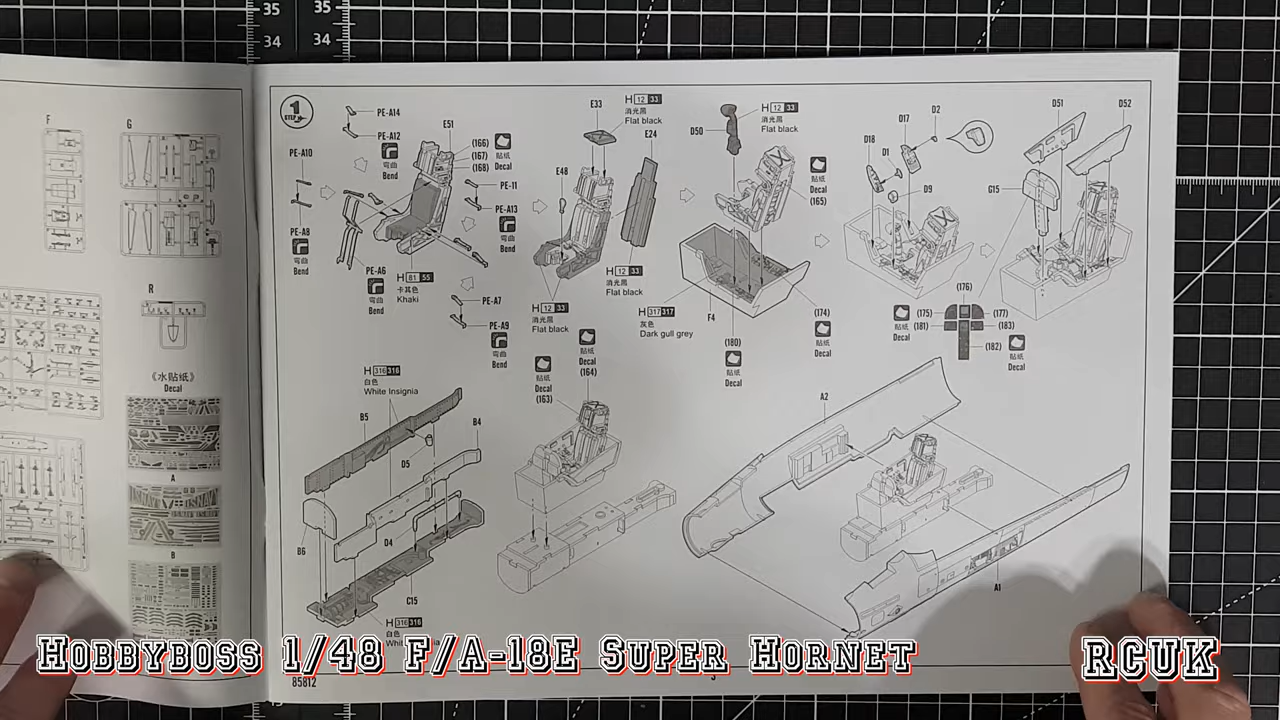 35
35
34
34
F
G
R
《水贴纸》
Decal
A
B
1
STEP
PE-A14
PE-A12
弯曲
Bend
PE-A10
PE-A8
弯曲
Bend
PE-A6
弯曲
Bend
E51
(166)
(167)
(168)
贴纸
Decal
PE-11
PE-A13
弯曲
Bend
H 81 55
卡其色
Khaki
PE-A7
PE-A9
弯曲
Bend
E33
H 12 33
消光黑
Flat black
E24
E48
H 12 33
消光黑
Flat black
H 12 33
消光黑
Flat black
D50
H 12 33
消光黑
Flat black
贴纸
Decal
(165)
H 317 317
灰色
Dark gull grey
F4
(180)
贴纸
Decal
(174)
贴纸
Decal
D18
D1
D17
D2
D9
D51
D52
G15
(176)
贴纸
Decal
(175)
(181)
(177)
(183)
(182)
贴纸
Decal
H 316 316
白色
White Insignia
B5
B4
D5
B6
D4
C15
H 316 316
白色
贴纸
Decal
(164)
贴纸
Decal
(163)
A2
A1
85812
Hobbyboss 1/48 F/A-18E Super Hornet
RCUK